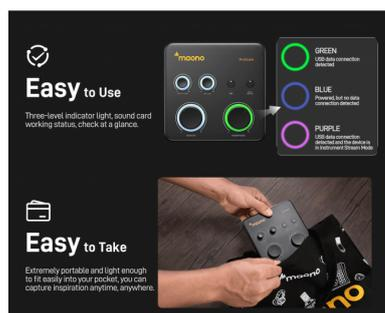 maono
GREEN
USB data connection
detected
BLUE
Powered, but no data
connection detected
PURPLE
USB data connection
detected and the device is
in Instrument Stream Mode
Easy to Use
Three-level indicator light, sound card
working status, check at a glance.
Easy to Take
Extremely portable and light enough
to fit easily into your pocket, you can
capture inspiration anytime, anywhere.
maono
maono